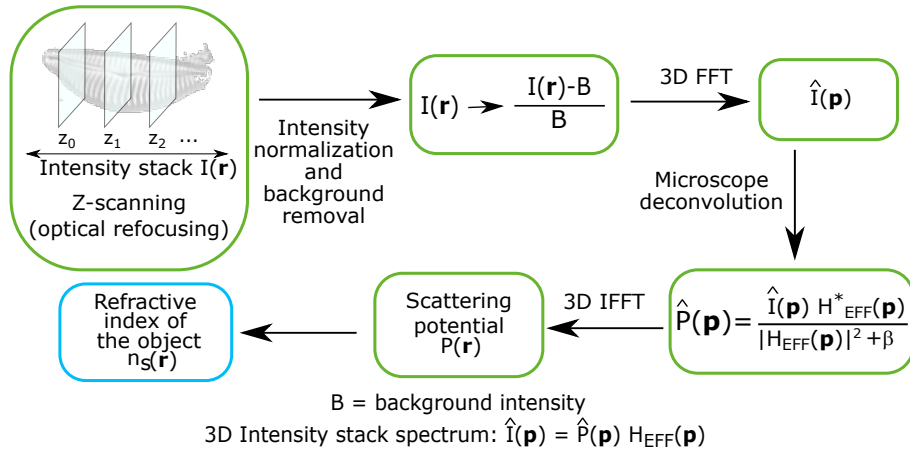 z₀ z₁ z₂ ...
Intensity stack I(r)
Z-scanning
(optical refocusing)
Intensity
normalization
and
background
removal
I(r) → (I(r)-B)/B
3D FFT
Î(p)
Microscope
deconvolution
P̂(p) = Î(p) H*EFF(p) / |HEFF(p)|² + β
3D IFFT
Scattering
potential
P(r)
Refractive
index of
the object
nₛ(r)
B = background intensity
3D Intensity stack spectrum: Î(p) = P̂(p) HEFF(p)